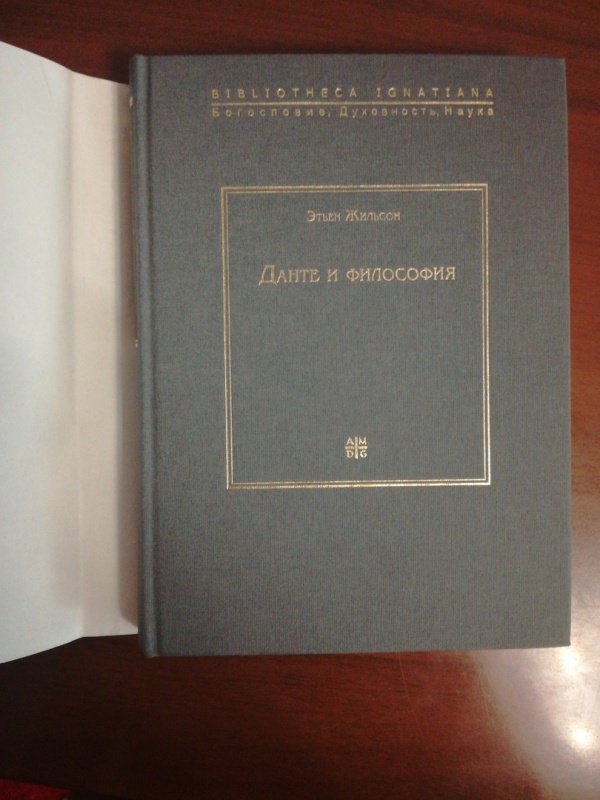 BIBLIOTHECA IGNATIANA
Богословие, Духовность, Наука
Этьен Жильсон
Данте и философия
A M
D G